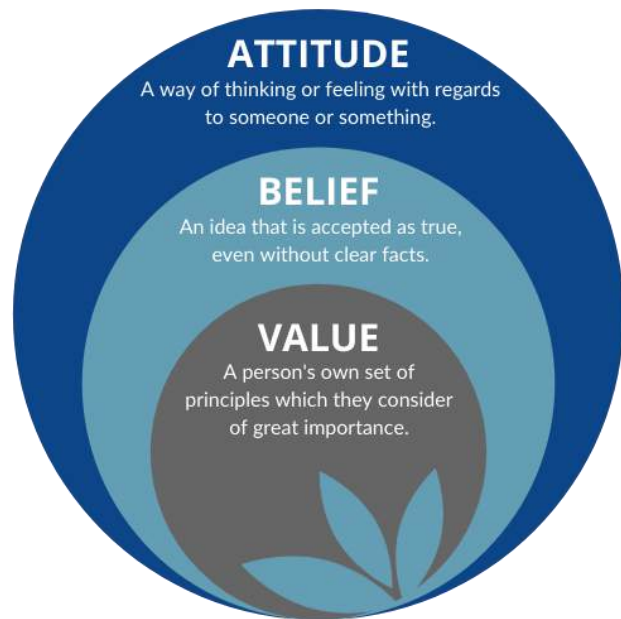 ATTITUDE
A way of thinking or feeling with regards
to someone or something.
BELIEF
An idea that is accepted as true,
even without clear facts.
VALUE
A person's own set of
principles which they consider
of great importance.